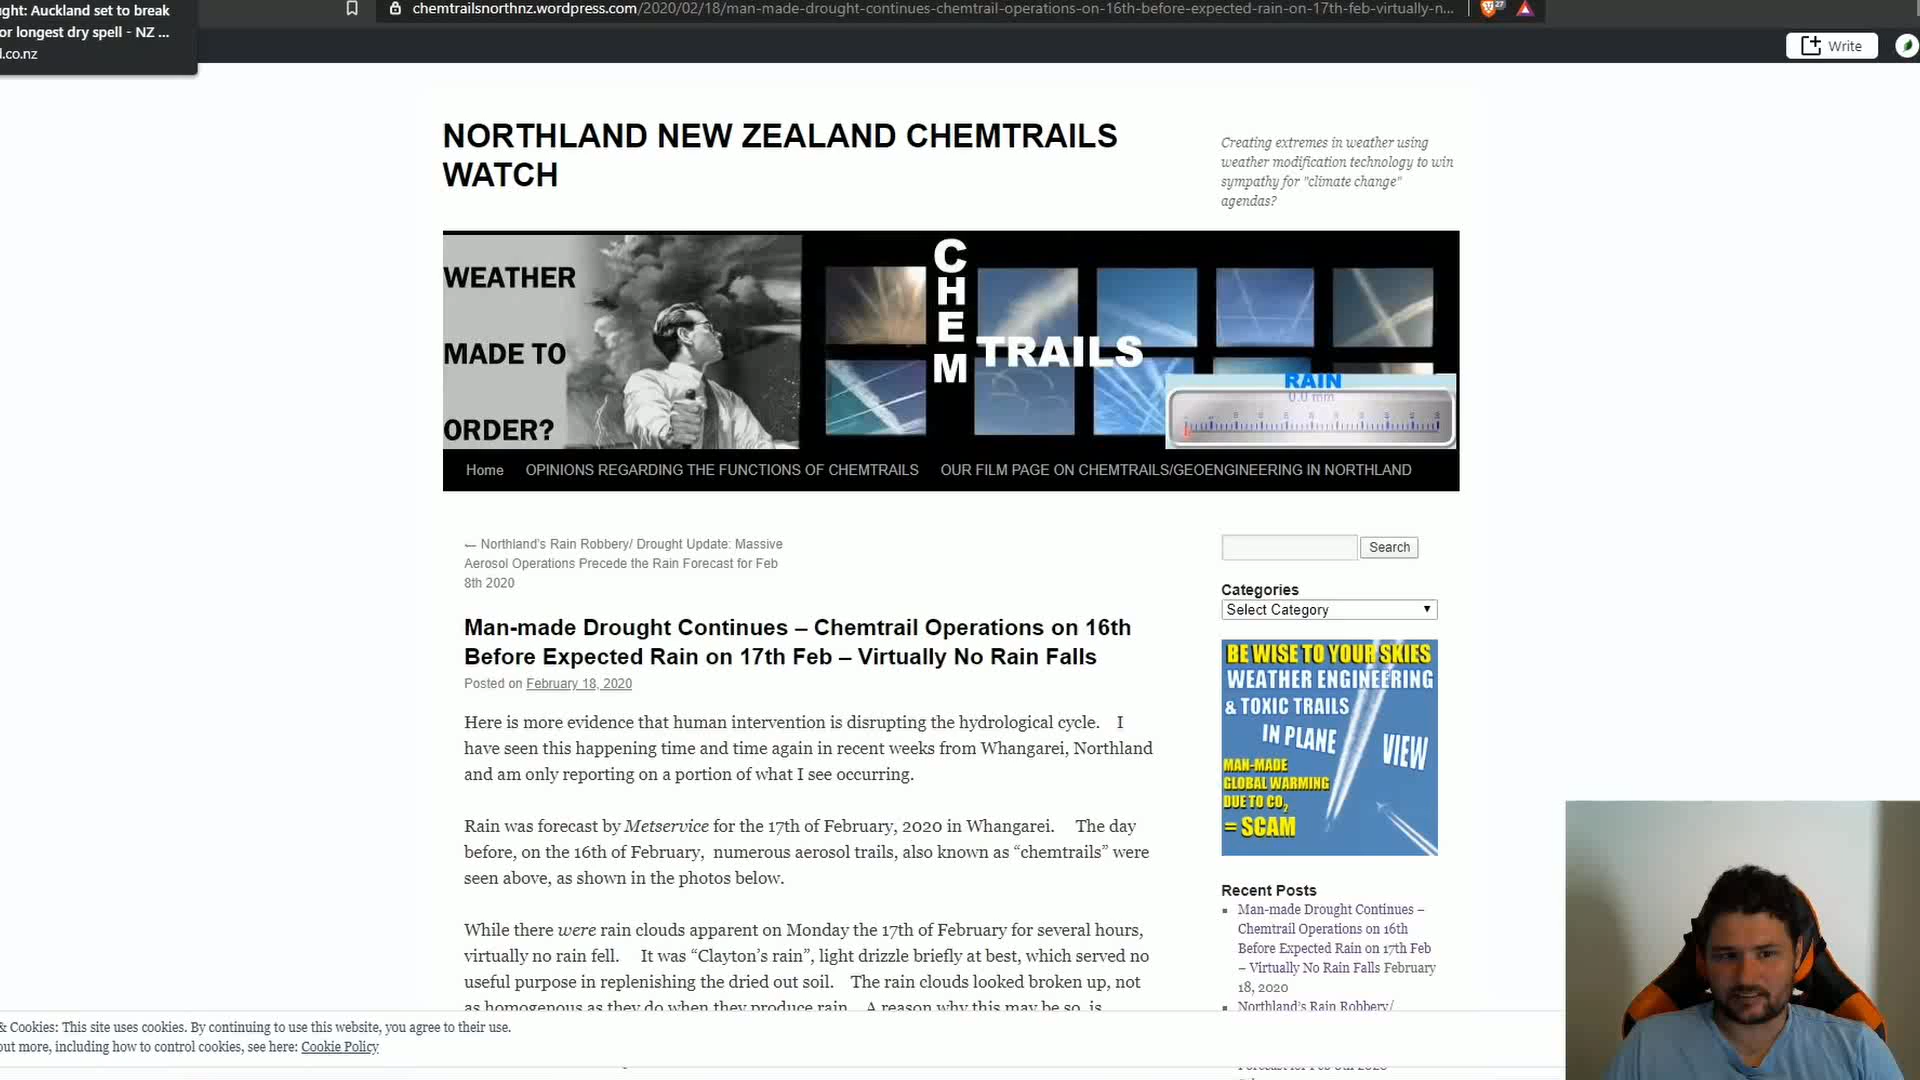 ght: Auckland set to break
or longest dry spell - NZ ...
d.co.nz
chemtrailsnorthnz.wordpress.com/2020/02/18/man-made-drought-continues-chemtrail-operations-on-16th-before-expected-rain-on-17th-feb-virtually-n...
27
Write
NORTHLAND NEW ZEALAND CHEMTRAILS
WATCH
Creating extremes in weather using
weather modification technology to win
sympathy for "climate change"
agendas?
WEATHER
MADE TO
ORDER?
CHEM
TRAILS
RAIN
0.0 mm
Home OPINIONS REGARDING THE FUNCTIONS OF CHEMTRAILS OUR FILM PAGE ON CHEMTRAILS/GEOENGINEERING IN NORTHLAND
← Northland's Rain Robbery/ Drought Update: Massive
Aerosol Operations Precede the Rain Forecast for Feb
8th 2020
Man-made Drought Continues – Chemtrail Operations on 16th
Before Expected Rain on 17th Feb – Virtually No Rain Falls
Posted on February 18, 2020
Here is more evidence that human intervention is disrupting the hydrological cycle. I
have seen this happening time and time again in recent weeks from Whangarei, Northland
and am only reporting on a portion of what I see occurring.
Rain was forecast by Metservice for the 17th of February, 2020 in Whangarei. The day
before, on the 16th of February, numerous aerosol trails, also known as “chemtrails” were
seen above, as shown in the photos below.
While there were rain clouds apparent on Monday the 17th of February for several hours,
virtually no rain fell. It was “Clayton’s rain”, light drizzle briefly at best, which served no
useful purpose in replenishing the dried out soil. The rain clouds looked broken up, not
as homogenous as they do when they produce rain. A reason why this may be so, is
Search
Categories
Select Category
BE WISE TO YOUR SKIES
WEATHER ENGINEERING
& TOXIC TRAILS
IN PLANE
VIEW
MAN-MADE
GLOBAL WARMING
DUE TO CO2
= SCAM
Recent Posts
Man-made Drought Continues –
Chemtrail Operations on 16th
Before Expected Rain on 17th Feb
– Virtually No Rain Falls February
18, 2020
Northland’s Rain Robbery/
& Cookies: This site uses cookies. By continuing to use this website, you agree to their use.
out more, including how to control cookies, see here: Cookie Policy